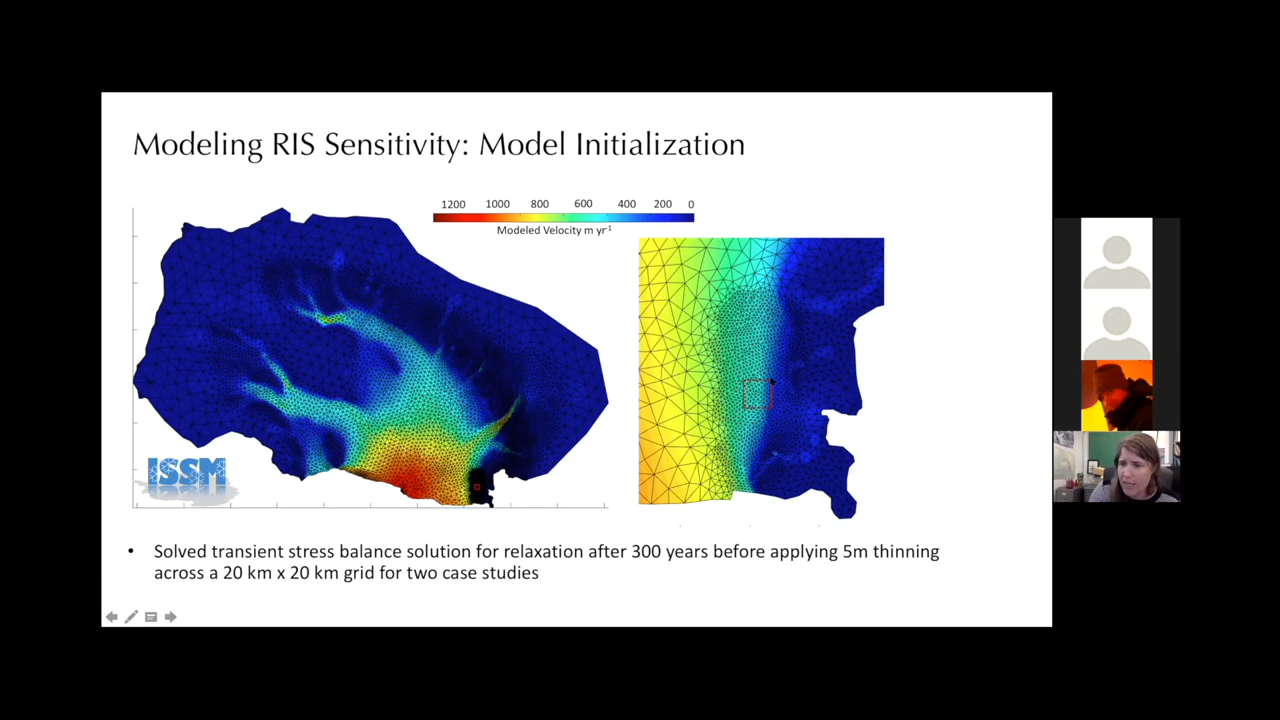 Modeling RIS Sensitivity: Model Initialization
1200 1000 800 600 400 200 0
Modeled Velocity m yr-1
ISSM
• Solved transient stress balance solution for relaxation after 300 years before applying 5m thinning
across a 20 km x 20 km grid for two case studies